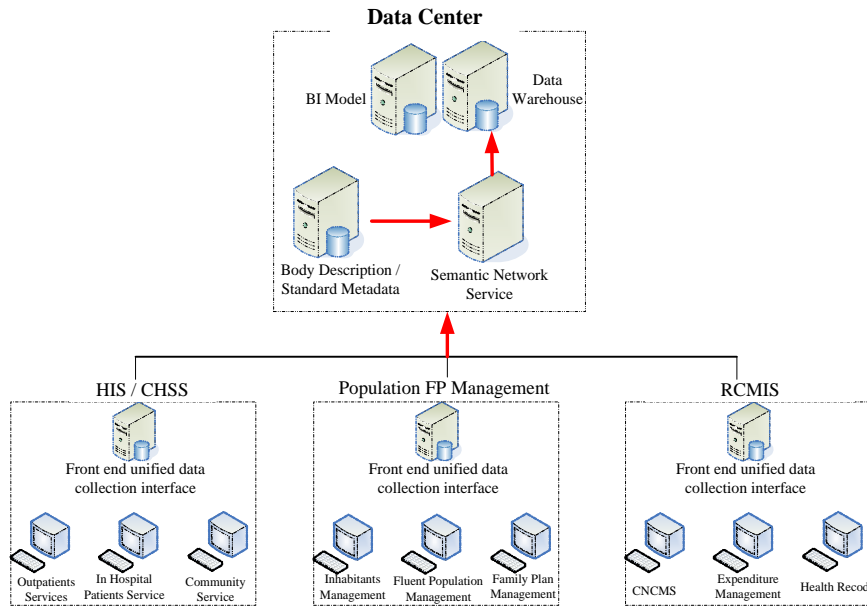 Data Center
BI Model
Data
Warehouse
Body Description /
Standard Metadata
Semantic Network
Service
HIS / CHSS
Population FP Management
RCMIS
Front end unified data
collection interface
Front end unified data
collection interface
Front end unified data
collection interface
Outpatients
Services
In Hospital
Patients Service
Community
Service
Inhabitants
Management
Fluent Population
Management
Family Plan
Management
CNCMS
Expenditure
Management
Health Recod